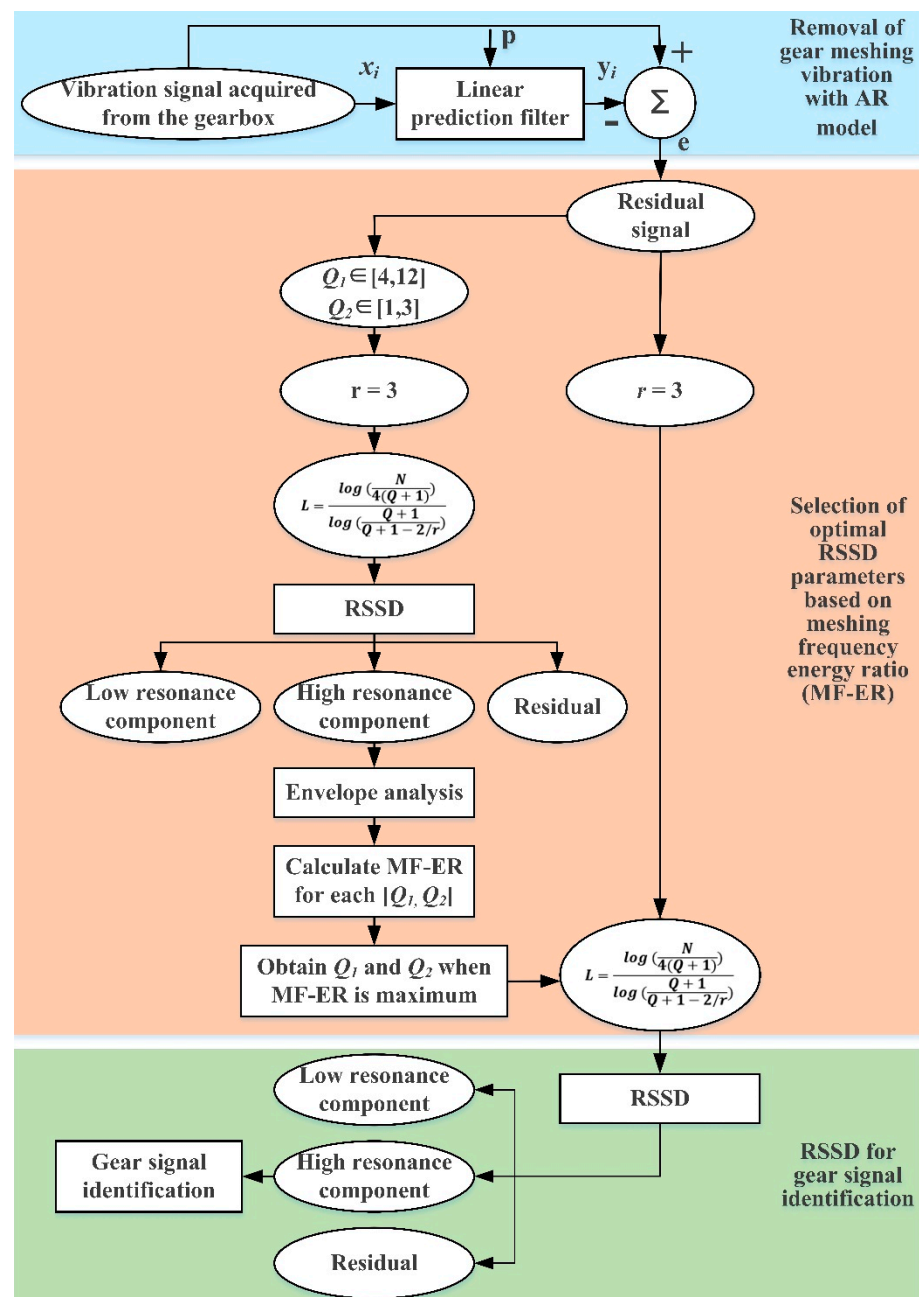 p
Removal of
gear meshing
vibration
with AR
model
x_i
y_i
+
Vibration signal acquired
from the gearbox
Linear
prediction filter
Σ
-
e
Residual
signal
Q_1∈[4,12]
Q_2∈[1,3]
r = 3
r = 3
L = log (N/4(Q + 1)) / log (Q + 1/Q + 1 − 2/r)
RSSD
Low resonance
component
High resonance
component
Residual
Envelope analysis
Calculate MF-ER
for each |Q_1, Q_2|
Obtain Q_1 and Q_2 when
MF-ER is maximum
L = log (N/4(Q + 1)) / log (Q + 1/Q + 1 − 2/r)
Selection of
optimal
RSSD
parameters
based on
meshing
frequency
energy ratio
(MF-ER)
RSSD
Low resonance
component
High resonance
component
Gear signal
identification
Residual
RSSD for
gear signal
identification